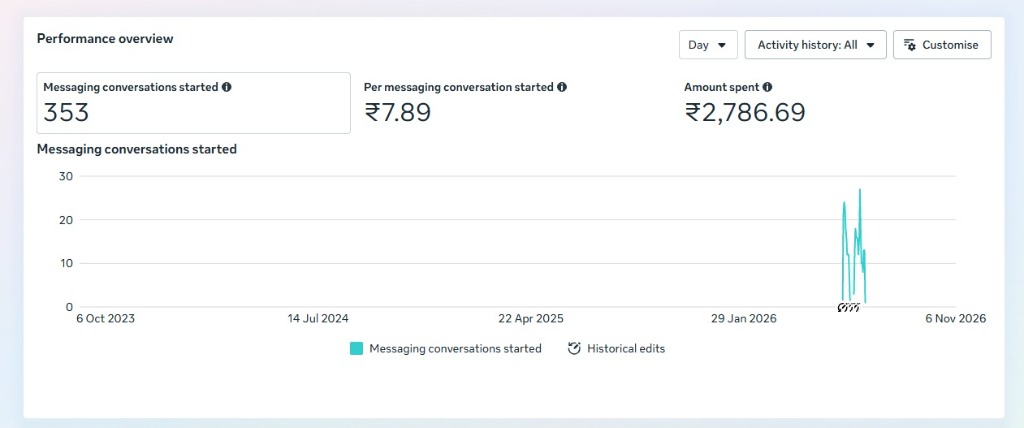 Performance overview
Day
Activity history: All
Customise
Messaging conversations started
353
Per messaging conversation started
₹7.89
Amount spent
₹2,786.69
Messaging conversations started
30
20
10
0
6 Oct 2023
14 Jul 2024
22 Apr 2025
29 Jan 2026
6 Nov 2026
Messaging conversations started
Historical edits